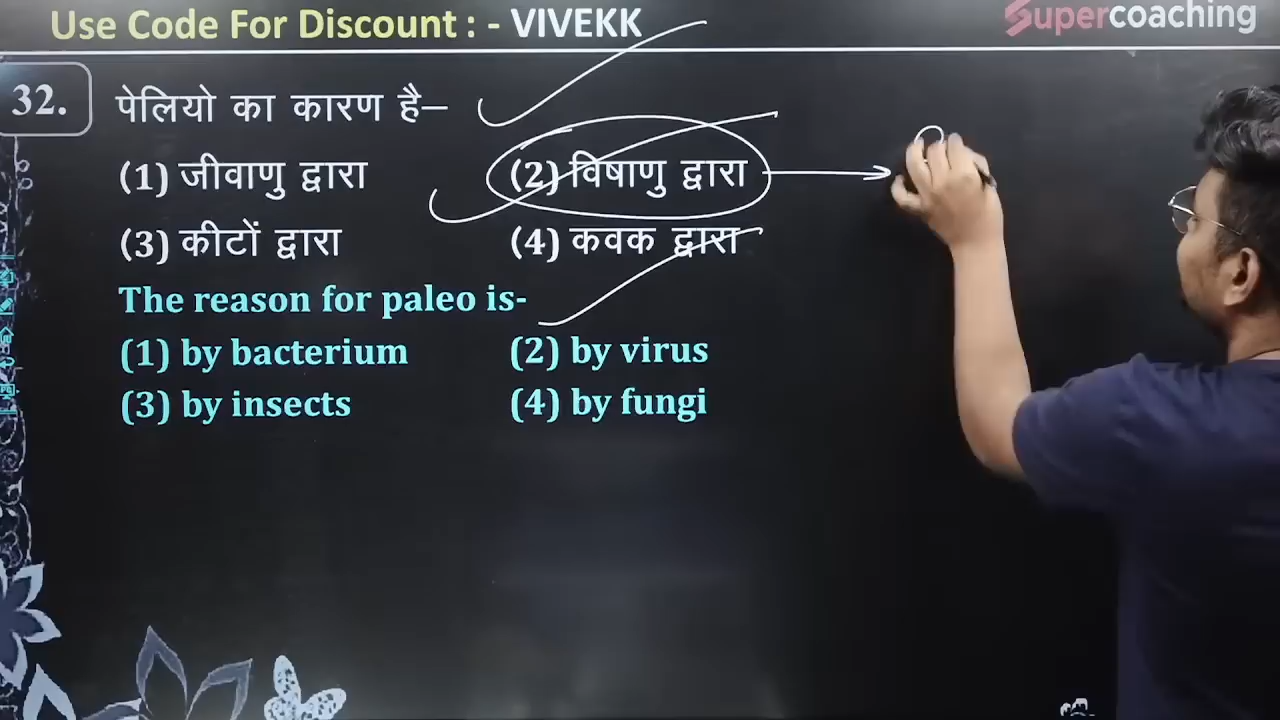 Use Code For Discount : - VIVEKK
Supercoaching
32. पेलियो का कारण है–
(1) जीवाणु द्वारा (2) विषाणु द्वारा
(3) कीटों द्वारा (4) कवक द्वारा
The reason for paleo is-
(1) by bacterium (2) by virus
(3) by insects (4) by fungi